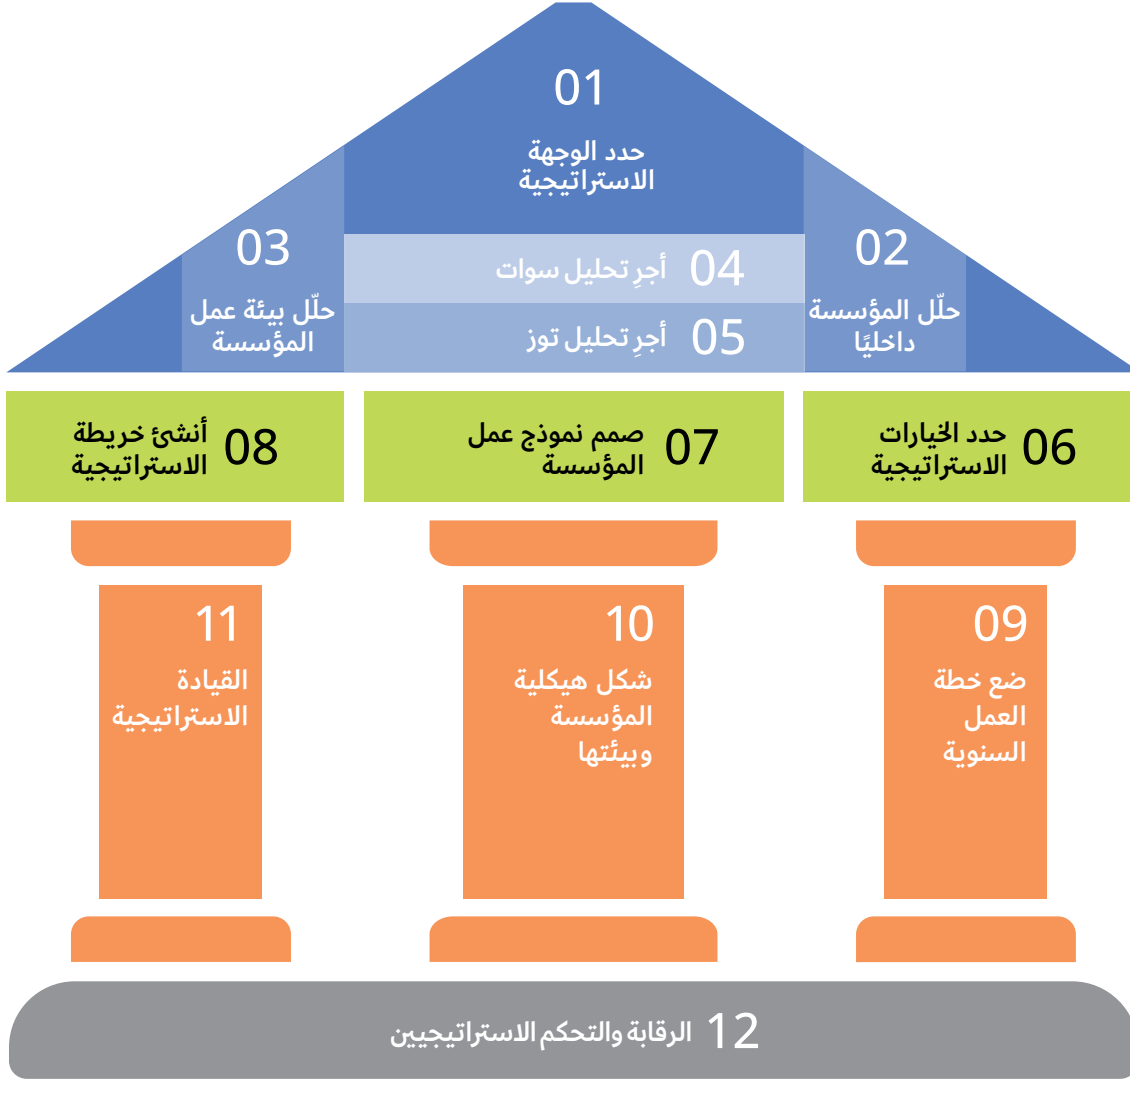 01
حدد الوجهة
الاستراتيجية
02
حلّل المؤسسة
داخليًا
03
حلّل بيئة عمل
المؤسسة
04 أجرِ تحليل سوات
05 أجرِ تحليل توز
06 حدد الخيارات
الاستراتيجية
07 صمم نموذج عمل
المؤسسة
08 أنشئ خريطة
الاستراتيجية
09
ضع خطة
العمل
السنوية
10
شكل هيكلية
المؤسسة
وبيئتها
11
القيادة
الاستراتيجية
12 الرقابة والتحكم الاستراتيجيين